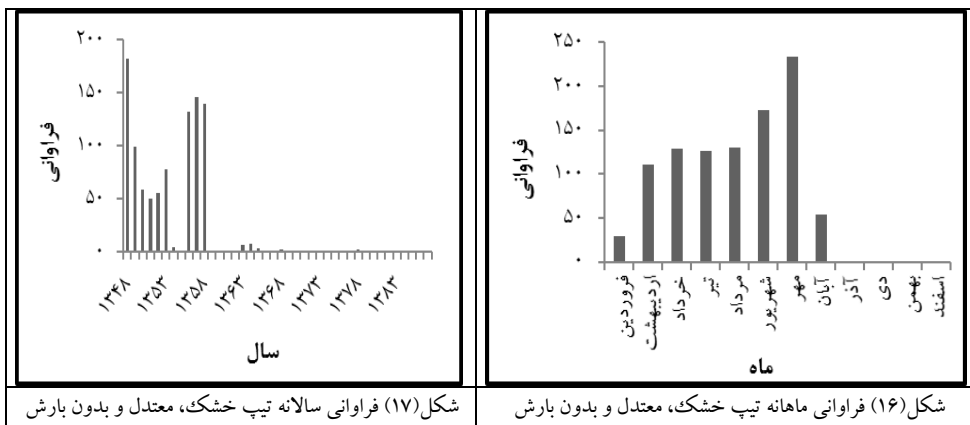 ۲۵۰
۲۰۰
۱۵۰
۱۰۰
۵۰
۰
فراوانی
فروردین
اردیبهشت
خرداد
تیر
مرداد
شهریور
مهر
آبان
آذر
دی
بهمن
اسفند
ماه
شکل(۱۶) فراوانی ماهانه تیپ خشک، معتدل و بدون بارش
۲۰۰
۱۵۰
۱۰۰
۵۰
۰
فراوانی
۱۳۴۸
۱۳۵۳
۱۳۵۸
۱۳۶۳
۱۳۶۸
۱۳۷۳
۱۳۷۸
۱۳۸۳
سال
شکل(۱۷) فراوانی سالانه تیپ خشک، معتدل و بدون بارش